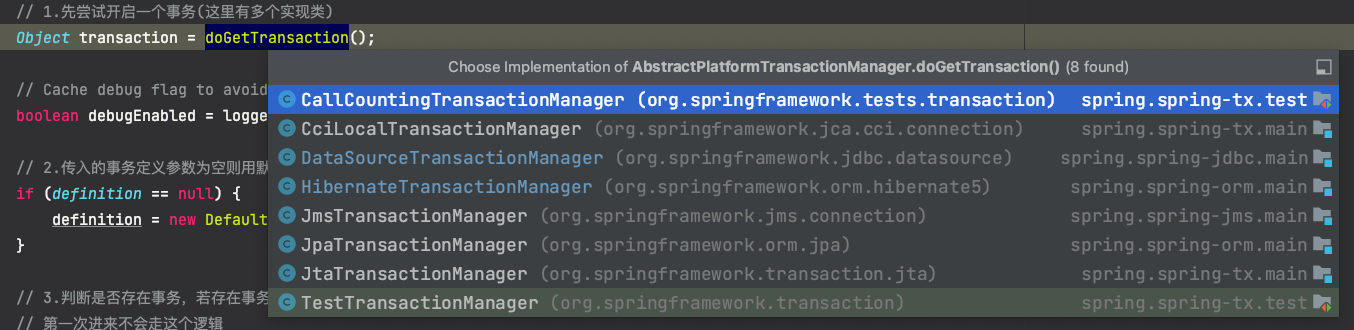 // 1.先尝试开启一个事务(这里有多个实现类)
Object transaction = doGetTransaction();
Choose Implementation of AbstractPlatformTransactionManager.doGetTransaction() (8 found)
// Cache debug flag to avoid
boolean debugEnabled = logge
// 2.传入的事务定义参数为空则用默
if (definition == null) {
definition = new Default
}
// 3.判断是否存在事务，若存在事务
// 第一次进来不会走这个逻辑
CallCountingTransactionManager (org.springframework.tests.transaction) spring.spring-tx.test
CciLocalTransactionManager (org.springframework.jca.cci.connection) spring.spring-tx.main
DataSourceTransactionManager (org.springframework.jdbc.datasource) spring.spring-jdbc.main
HibernateTransactionManager (org.springframework.orm.hibernate5) spring.spring-orm.main
JmsTransactionManager (org.springframework.jms.connection) spring.spring-jms.main
JpaTransactionManager (org.springframework.orm.jpa) spring.spring-orm.main
JtaTransactionManager (org.springframework.transaction.jta) spring.spring-tx.main
TestTransactionManager (org.springframework.transaction) spring.spring-tx.test